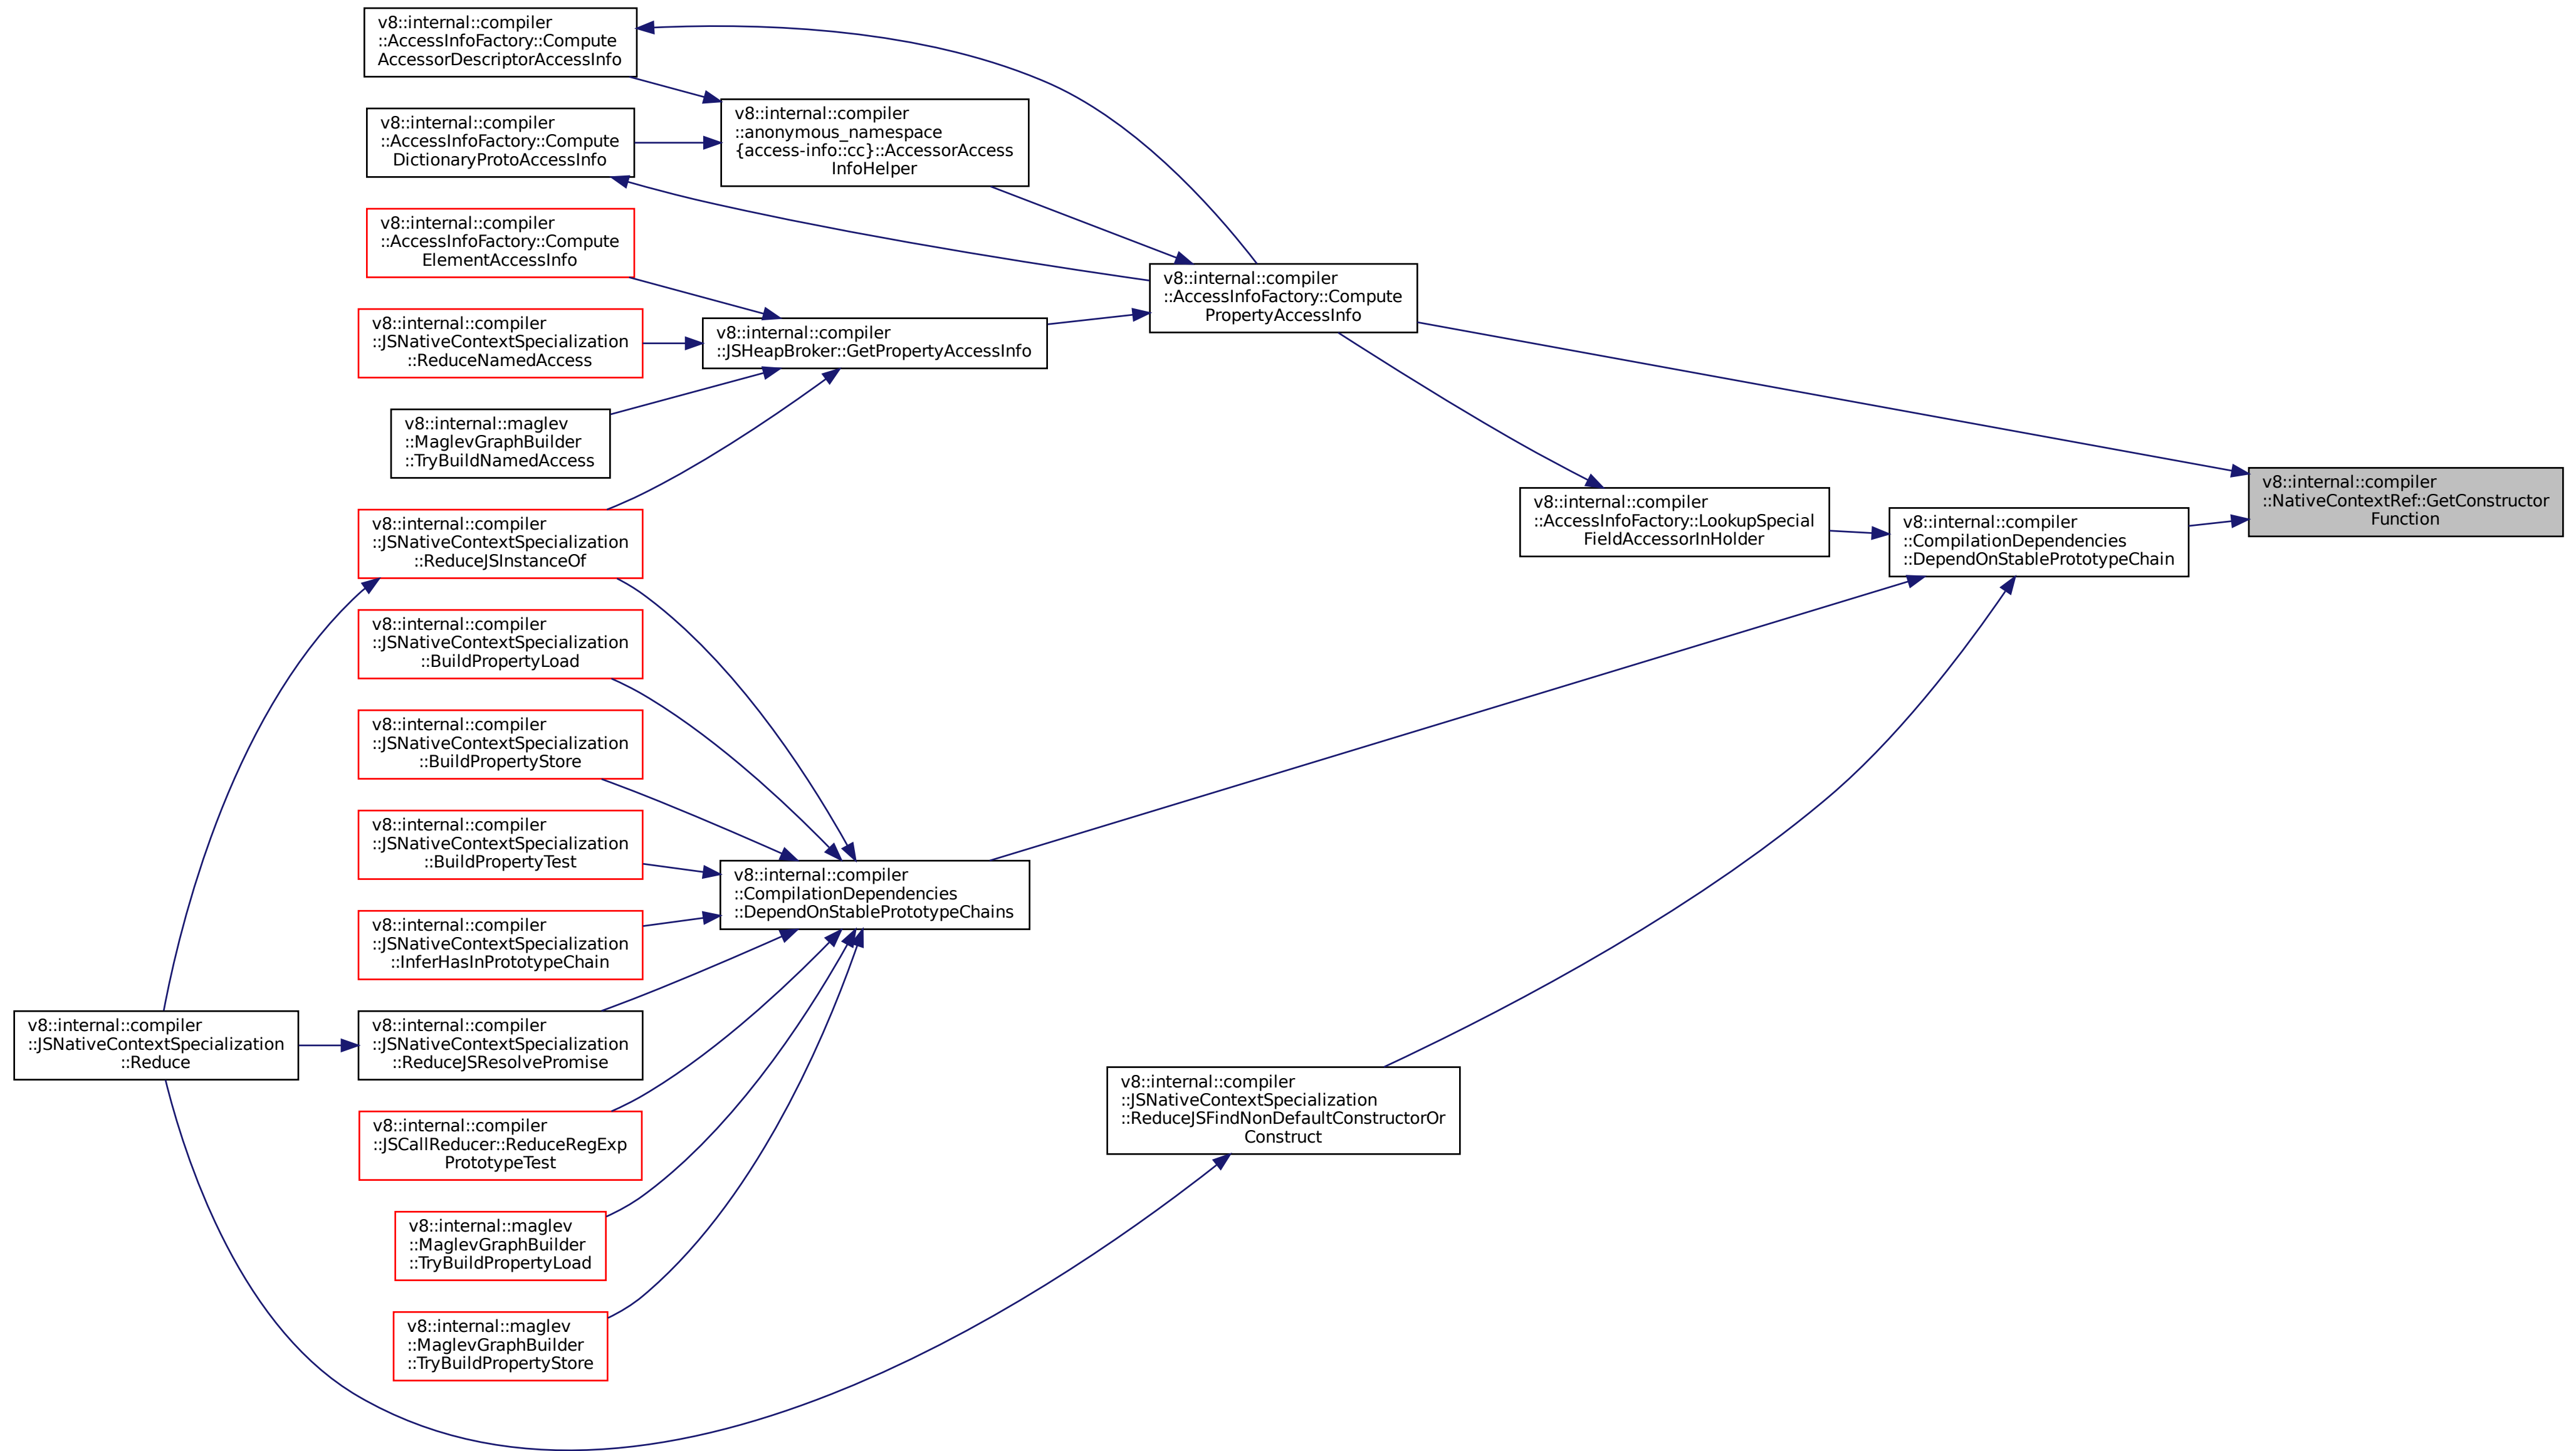 v8::internal::compiler
::AccessInfoFactory::Compute
AccessorDescriptorAccessInfo
v8::internal::compiler
::anonymous_namespace
{access-info::cc}::AccessorAccess
InfoHelper
v8::internal::compiler
::AccessInfoFactory::Compute
DictionaryProtoAccessInfo
v8::internal::compiler
::AccessInfoFactory::Compute
ElementAccessInfo
v8::internal::compiler
::AccessInfoFactory::Compute
PropertyAccessInfo
v8::internal::compiler
::JSNativeContextSpecialization
::ReduceNamedAccess
v8::internal::compiler
::JSHeapBroker::GetPropertyAccessInfo
v8::internal::maglev
::MaglevGraphBuilder
::TryBuildNamedAccess
v8::internal::compiler
::NativeContextRef::GetConstructor
Function
v8::internal::compiler
::AccessInfoFactory::LookupSpecial
FieldAccessorInHolder
v8::internal::compiler
::CompilationDependencies
::DependOnStablePrototypeChain
v8::internal::compiler
::JSNativeContextSpecialization
::ReduceJSInstanceOf
v8::internal::compiler
::JSNativeContextSpecialization
::BuildPropertyLoad
v8::internal::compiler
::JSNativeContextSpecialization
::BuildPropertyStore
v8::internal::compiler
::JSNativeContextSpecialization
::BuildPropertyTest
v8::internal::compiler
::CompilationDependencies
::DependOnStablePrototypeChains
v8::internal::compiler
::JSNativeContextSpecialization
::InferHasInPrototypeChain
v8::internal::compiler
::JSNativeContextSpecialization
::Reduce
v8::internal::compiler
::JSNativeContextSpecialization
::ReduceJSResolvePromise
v8::internal::compiler
::JSNativeContextSpecialization
::ReduceJSFindNonDefaultConstructorOr
Construct
v8::internal::compiler
::JSCallReducer::ReduceRegExp
PrototypeTest
v8::internal::maglev
::MaglevGraphBuilder
::TryBuildPropertyLoad
v8::internal::maglev
::MaglevGraphBuilder
::TryBuildPropertyStore